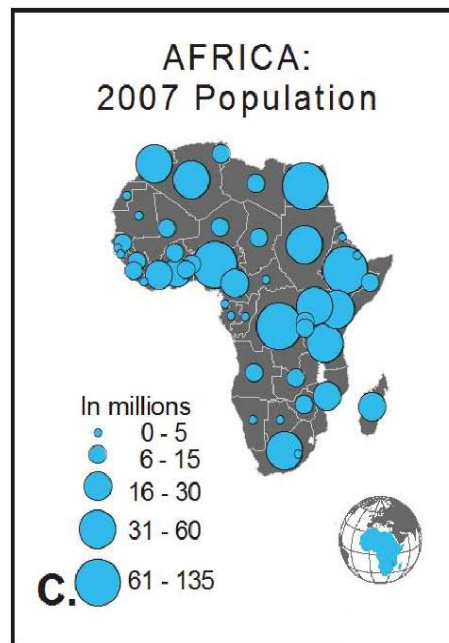 AFRICA:
2007 Population
In millions
0 - 5
6 - 15
16 - 30
31 - 60
61 - 135
C.